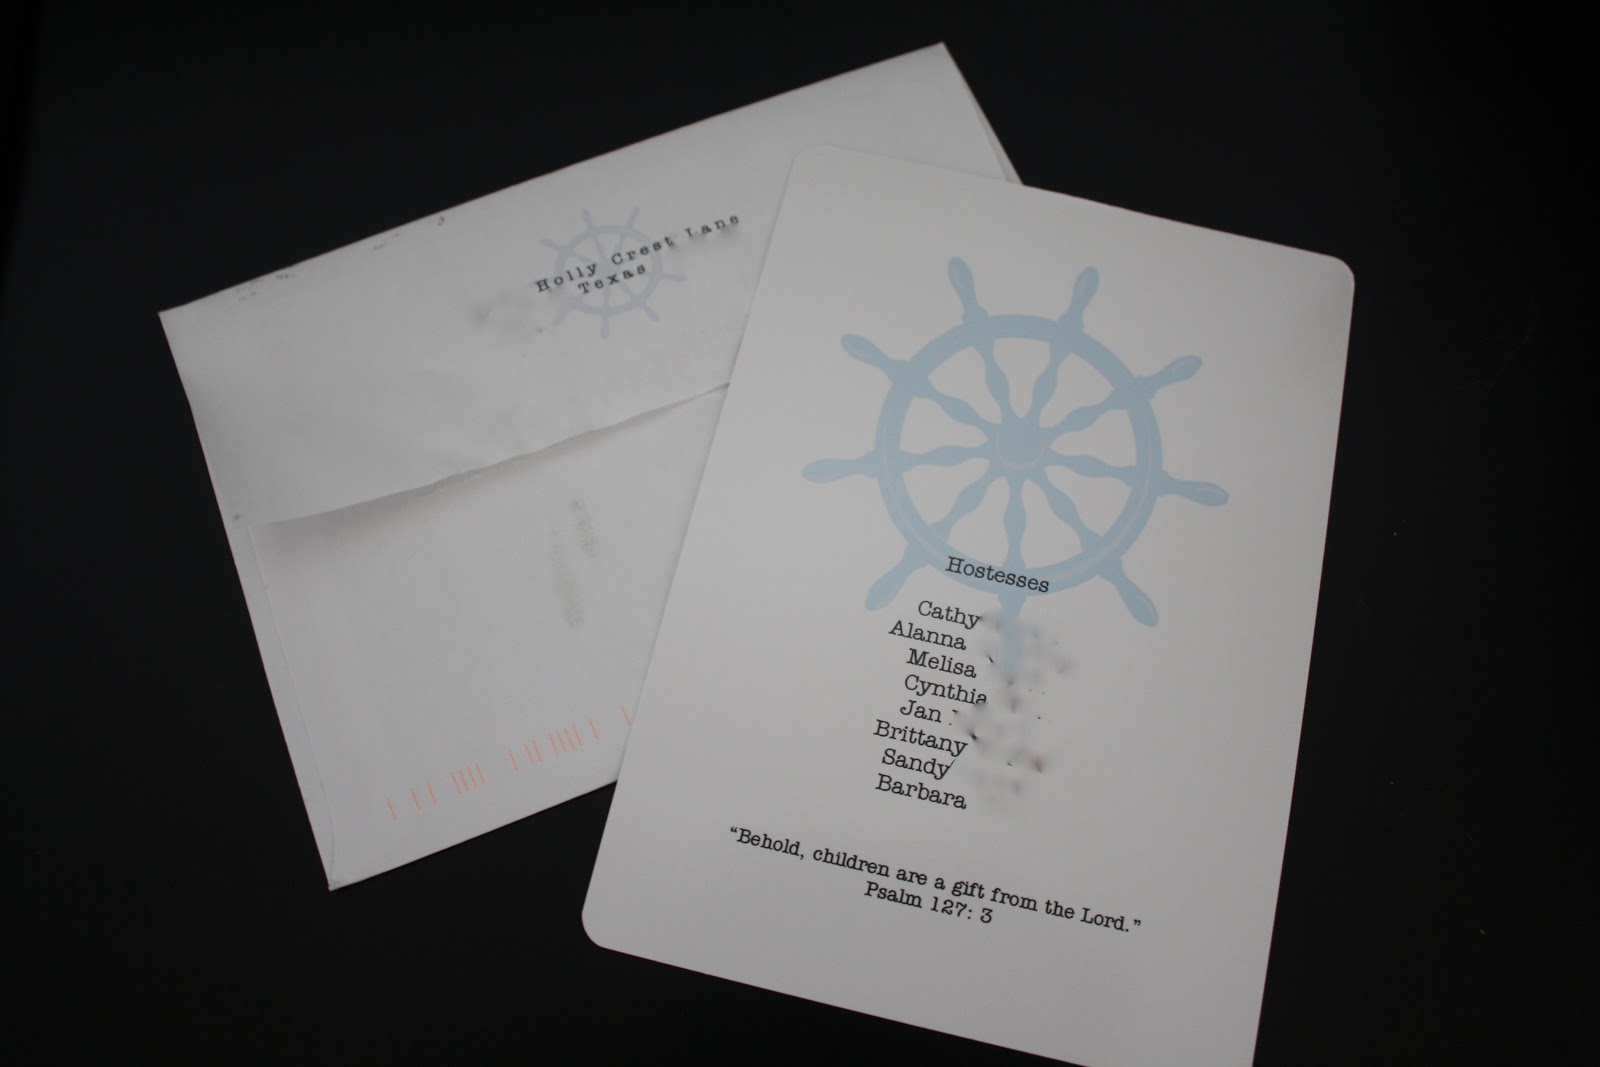 Holly Crest Lane
Texas
Hostesses
Cathy
Alanna
Melisa
Cynthia
Jan
Brittany
Sandy
Barbara
“Behold, children are a gift from the Lord.”
Psalm 127: 3